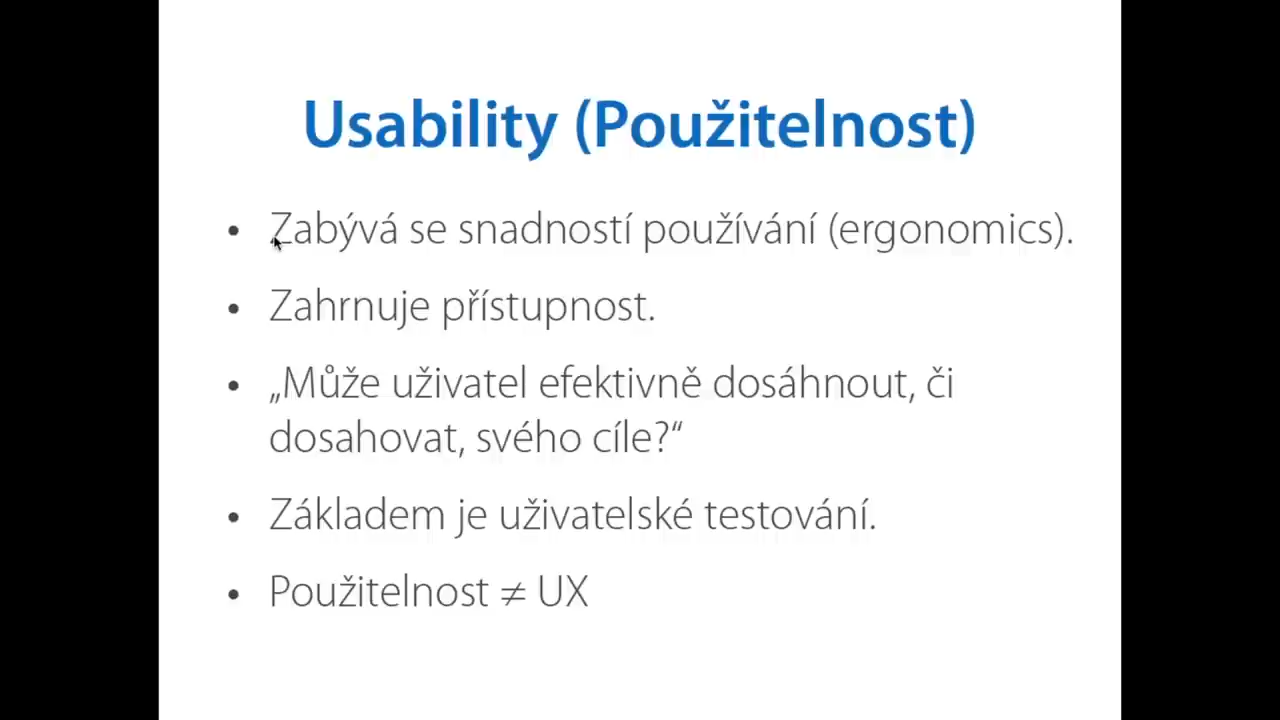 Usability (Použitelnost)
• Zabývá se snadností používání (ergonomics).
• Zahrnuje přístupnost.
• „Může uživatel efektivně dosáhnout, či
dosahovat, svého cíle?“
• Základem je uživatelské testování.
• Použitelnost ≠ UX